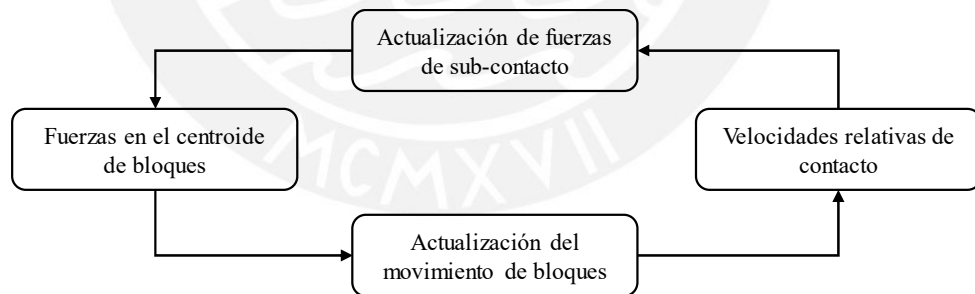 Actualización de fuerzas
de sub-contacto
Fuerzas en el centroide
de bloques
Velocidades relativas de
contacto
MCMXVII
Actualización del
movimiento de bloques